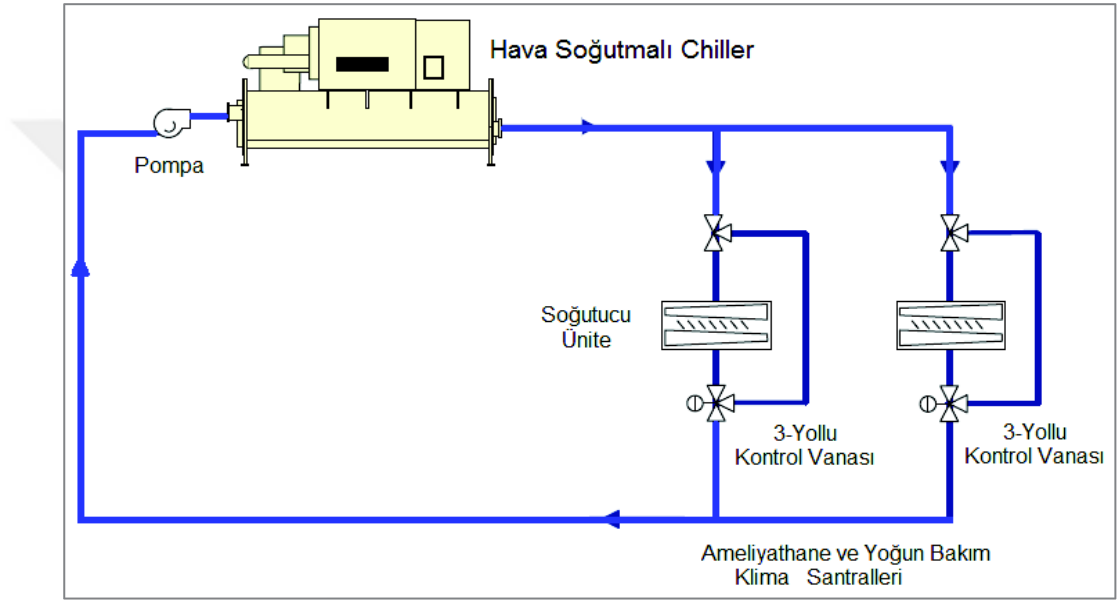 Hava Soğutmalı Chiller
Pompa
Soğutucu
Ünite
3-Yollu
Kontrol Vanası
3-Yollu
Kontrol Vanası
Ameliyathane ve Yoğun Bakım
Klima Santralleri